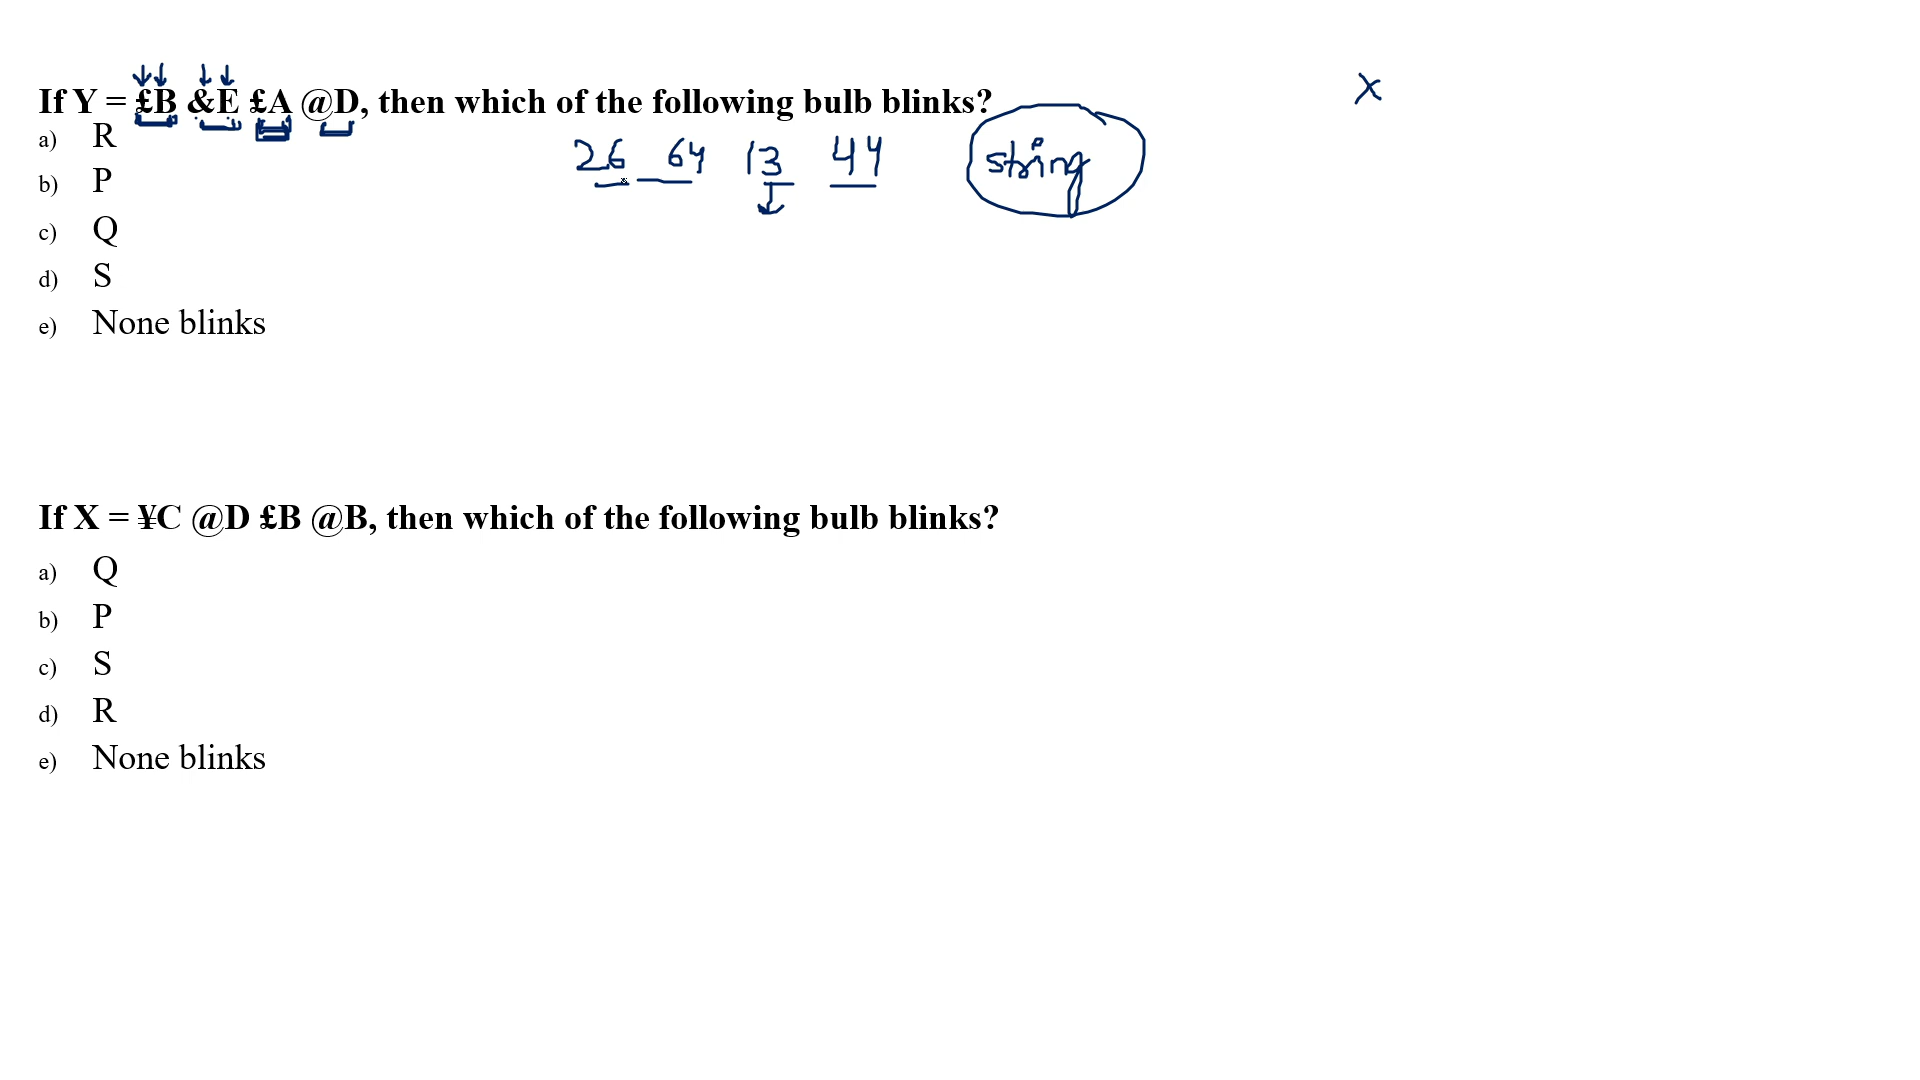 If Y = £B &E £A @D, then which of the following bulb blinks?
X
a) R
26 64 13 44
string
b) P
c) Q
d) S
e) None blinks
If X = ¥C @D £B @B, then which of the following bulb blinks?
a) Q
b) P
c) S
d) R
e) None blinks